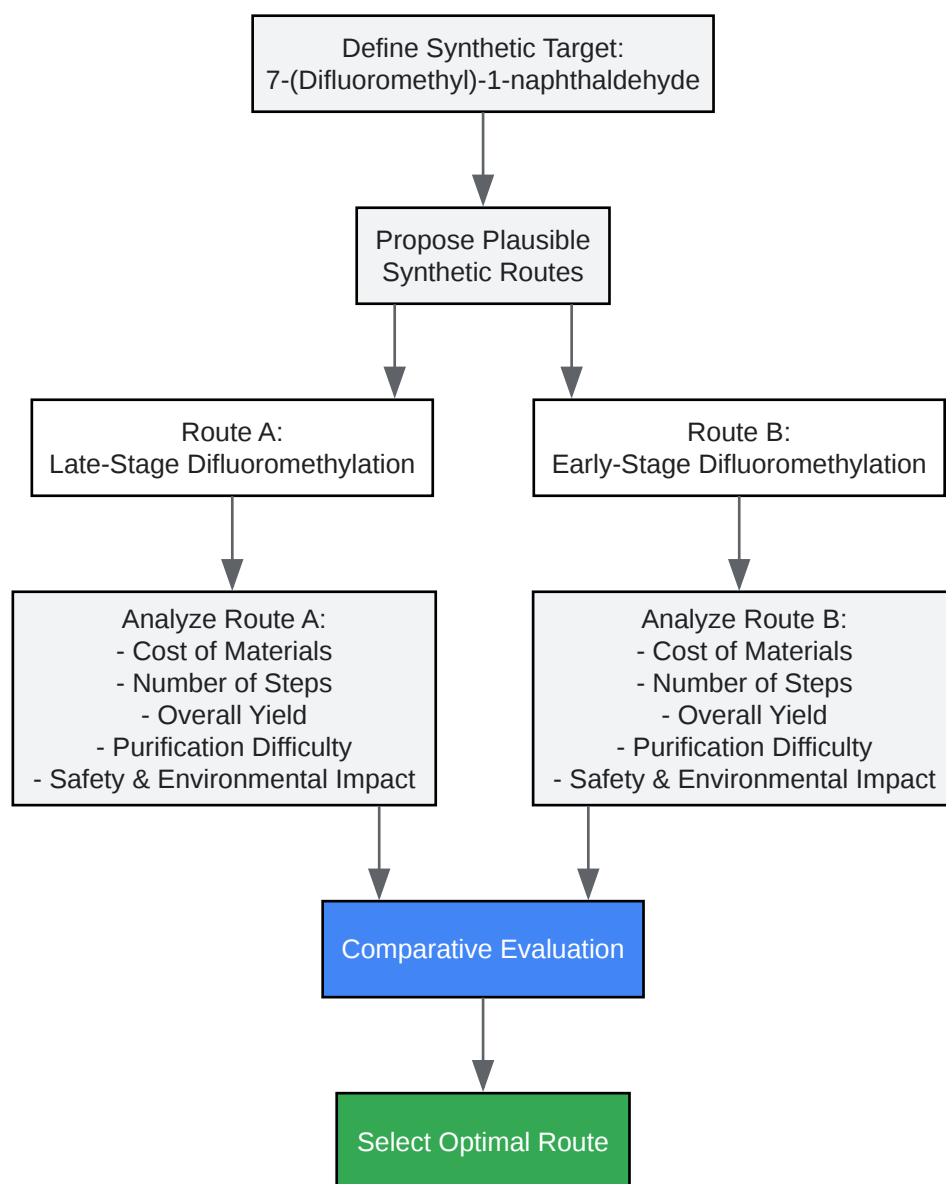 Define Synthetic Target:
7-(Difluoromethyl)-1-naphthaldehyde
Propose Plausible
Synthetic Routes
Route A:
Late-Stage Difluoromethylation
Route B:
Early-Stage Difluoromethylation
Analyze Route A:
- Cost of Materials
- Number of Steps
- Overall Yield
- Purification Difficulty
- Safety & Environmental Impact
Analyze Route B:
- Cost of Materials
- Number of Steps
- Overall Yield
- Purification Difficulty
- Safety & Environmental Impact
Comparative Evaluation
Select Optimal Route